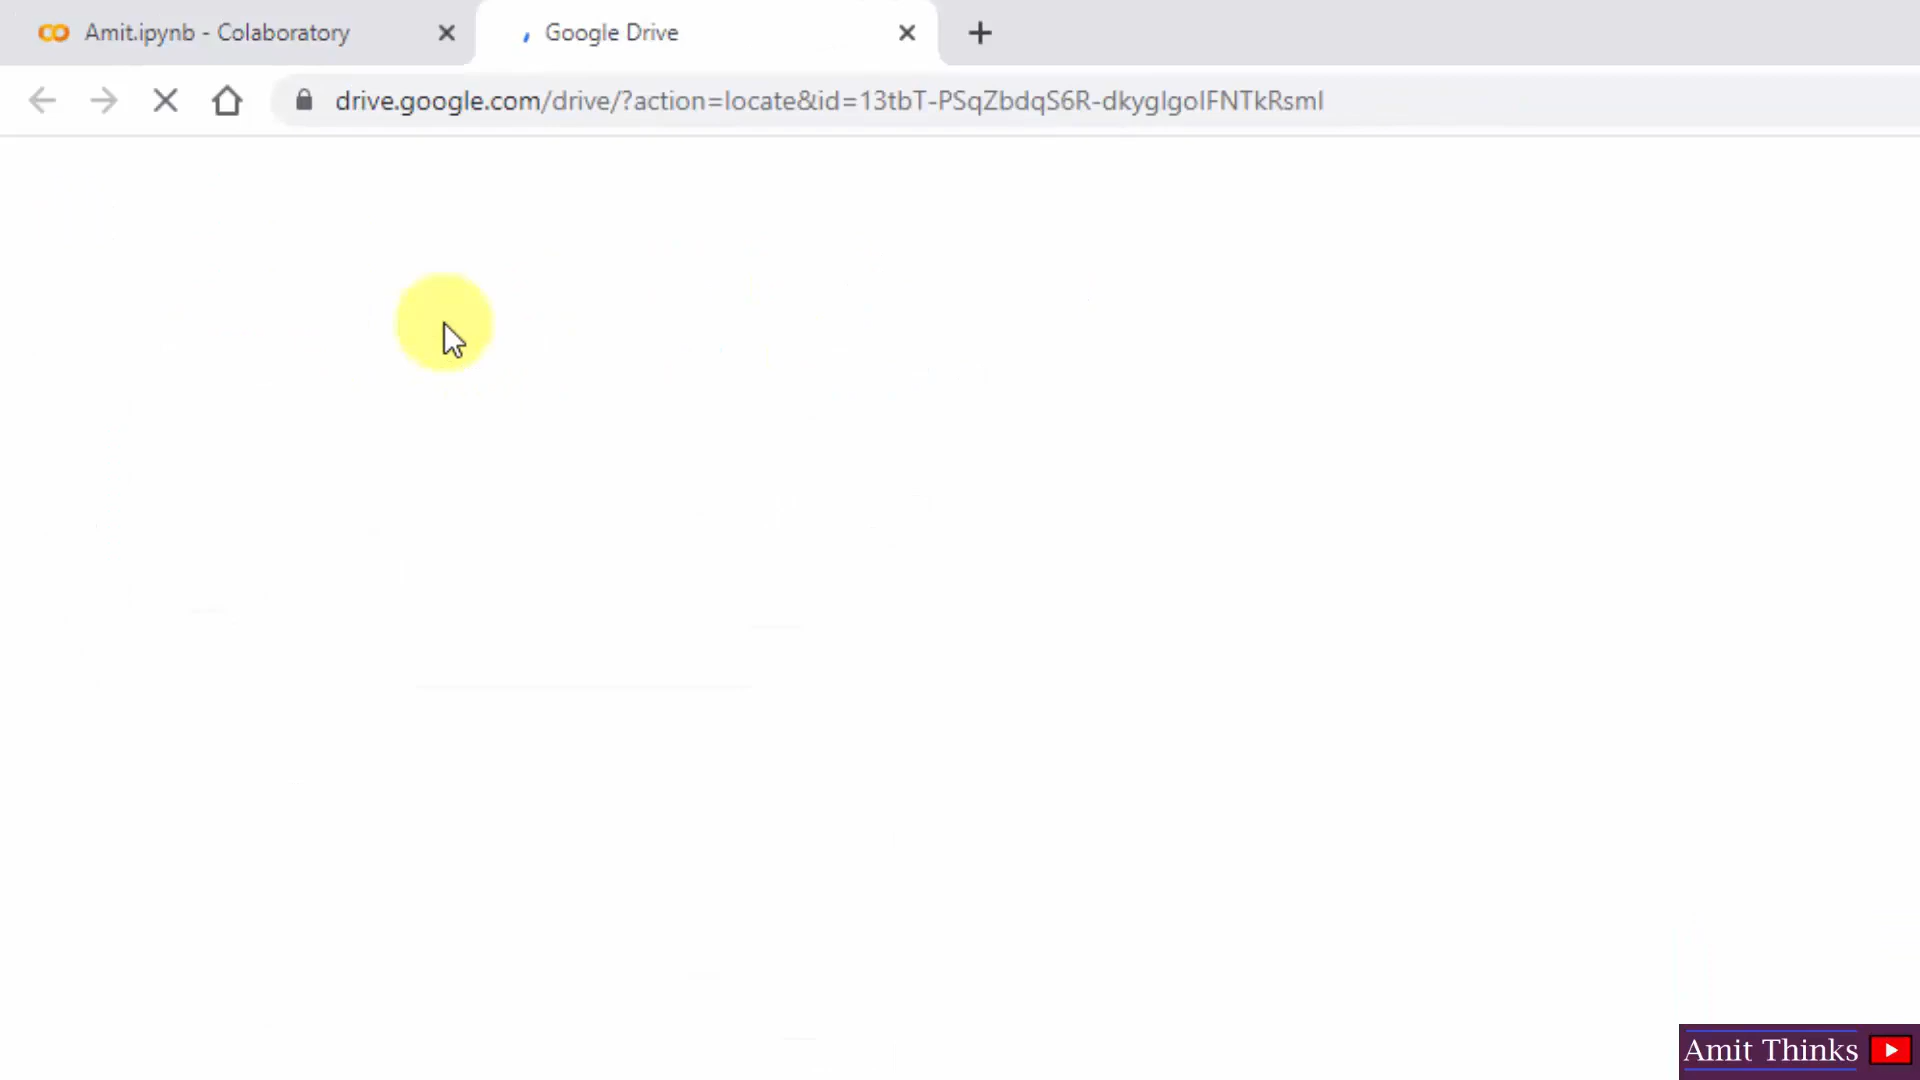 Amit.ipynb - Colaboratory
Google Drive
drive.google.com/drive/?action=locate&id=13tbT-PSqZbdqS6R-dkyglgolFNTkRsml
Amit Thinks